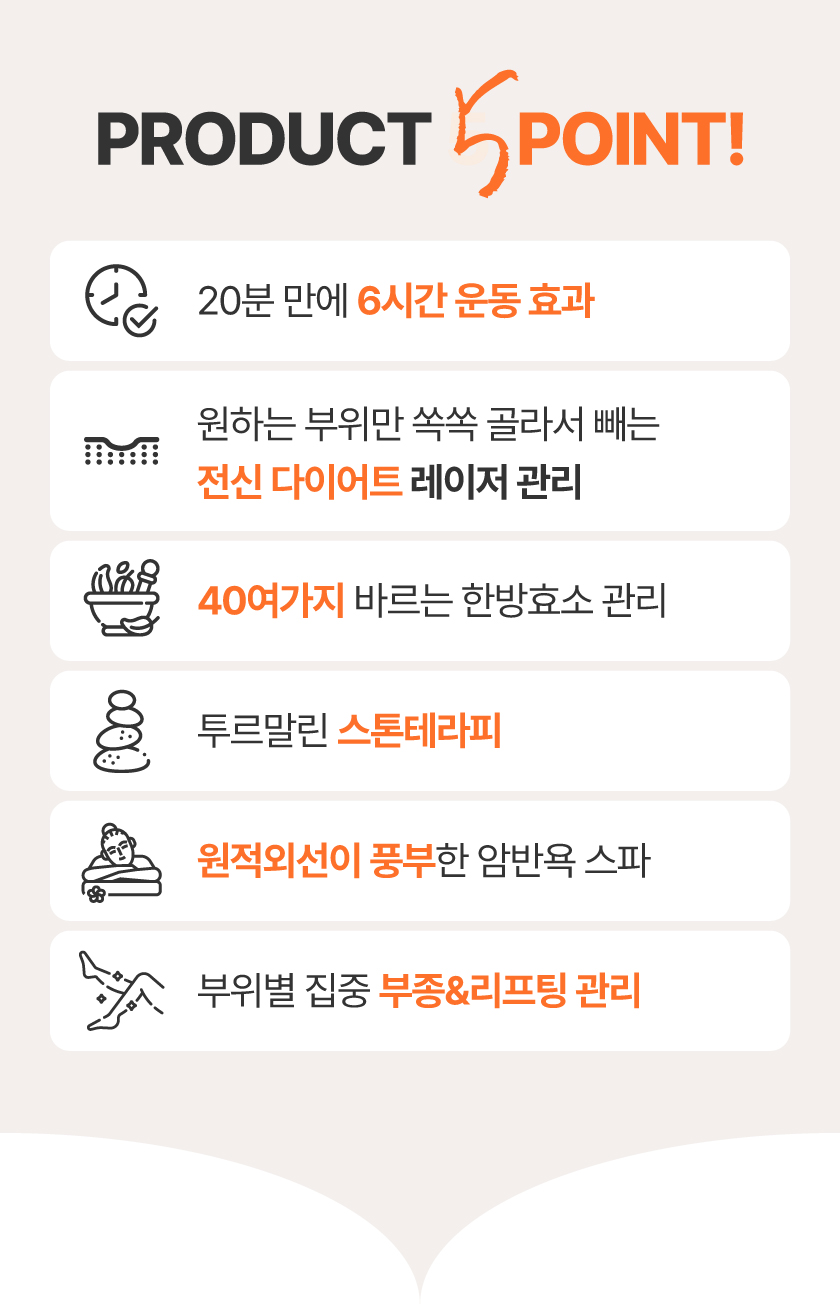 PRODUCT 5 POINT!
20분 만에 6시간 운동 효과
원하는 부위만 쏙쏙 골라서 빼는
전신 다이어트 레이저 관리
40여가지 바르는 한방효소 관리
투르말린 스톤테라피
원적외선이 풍부한 암반욕 스파
부위별 집중 부종&리프팅 관리